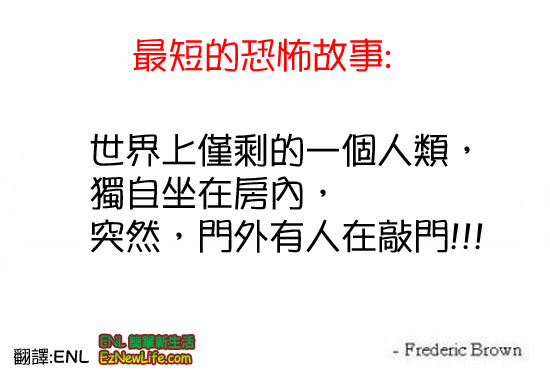 最短的恐怖故事:
世界上僅剩的一個人類，
獨自坐在房內，
突然，門外有人在敲門!!!
翻譯:ENL
ENL 簡單新生活
EzNewLife.com
- Frederic Brown